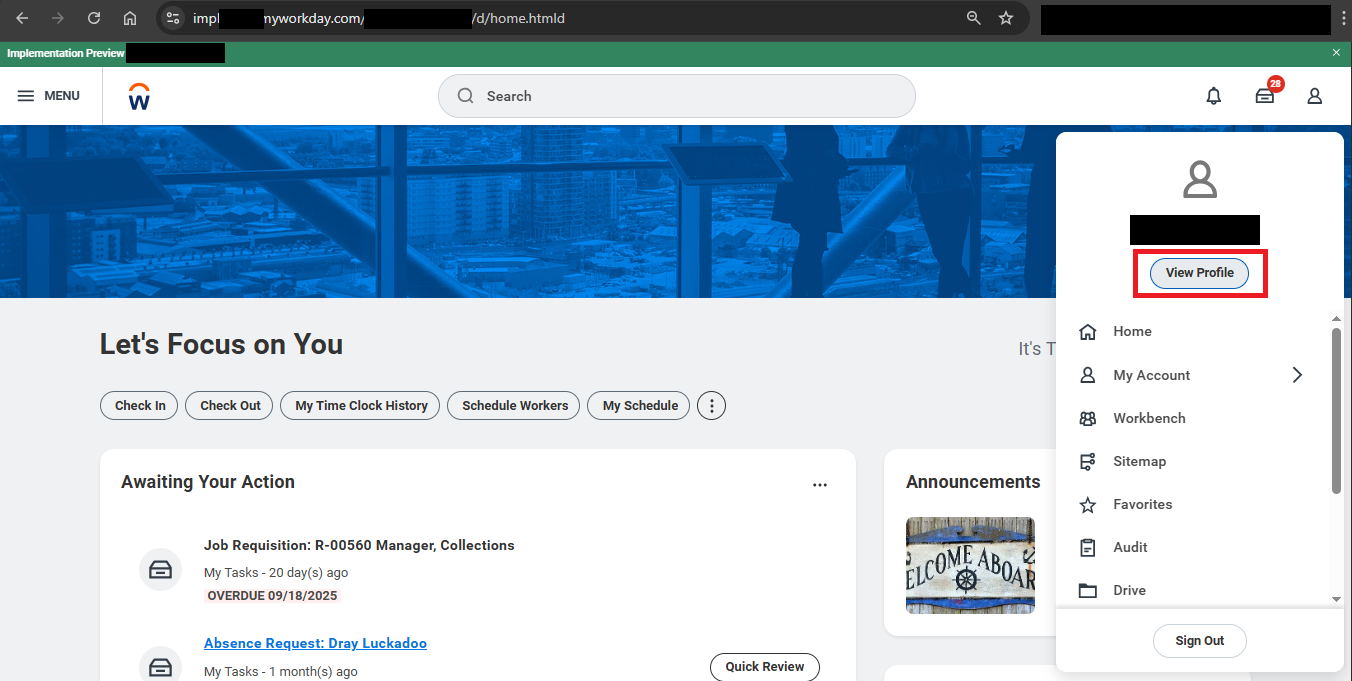 impl myworkday.com/ /d/home.htmld
Implementation Preview
MENU
W
Search
28
View Profile
Let's Focus on You
It's T
Home
My Account
Check In
Check Out
My Time Clock History
Schedule Workers
My Schedule
Workbench
Sitemap
Favorites
Audit
Drive
Sign Out
Awaiting Your Action
Job Requisition: R-00560 Manager, Collections
My Tasks - 20 day(s) ago
OVERDUE 09/18/2025
Absence Request: Dray Luckadoo
My Tasks - 1 month(s) ago
Quick Review
Announcements
ELCOME ABOAR